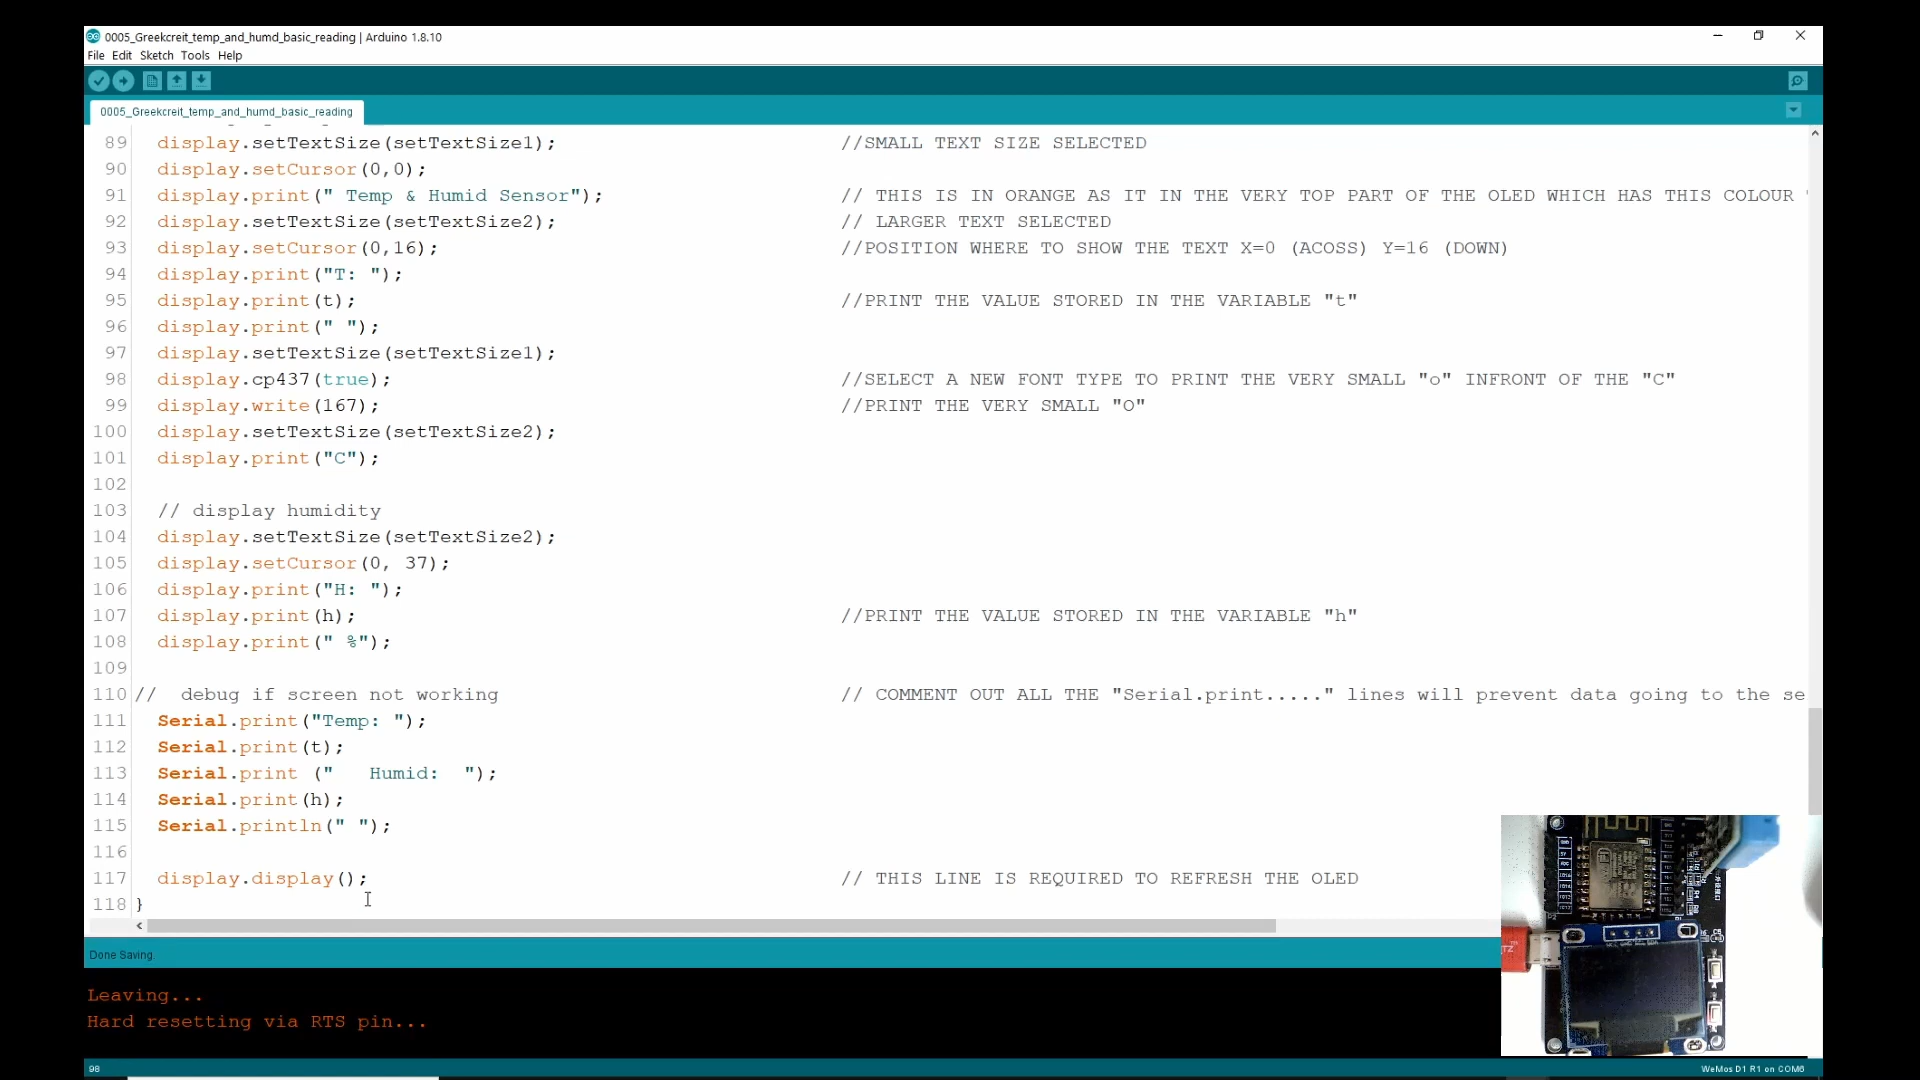 0005_Greekcreit_temp_and_humd_basic_reading | Arduino 1.8.10
File Edit Sketch Tools Help
0005_Greekcreit_temp_and_humd_basic_reading
89 display.setTextSize(setTextSize1); //SMALL TEXT SIZE SELECTED
90 display.setCursor(0,0);
91 display.print(" Temp & Humid Sensor"); // THIS IS IN ORANGE AS IT IN THE VERY TOP PART OF THE OLED WHICH HAS THIS COLOUR
92 display.setTextSize(setTextSize2); // LARGER TEXT SELECTED
93 display.setCursor(0,16); //POSITION WHERE TO SHOW THE TEXT X=0 (ACOSS) Y=16 (DOWN)
94 display.print("T: ");
95 display.print(t); //PRINT THE VALUE STORED IN THE VARIABLE "t"
96 display.print(" ");
97 display.setTextSize(setTextSize1);
98 display.cp437(true); //SELECT A NEW FONT TYPE TO PRINT THE VERY SMALL "o" INFRONT OF THE "C"
99 display.write(167); //PRINT THE VERY SMALL "O"
100 display.setTextSize(setTextSize2);
101 display.print("C");
102
103 // display humidity
104 display.setTextSize(setTextSize2);
105 display.setCursor(0, 37);
106 display.print("H: ");
107 display.print(h); //PRINT THE VALUE STORED IN THE VARIABLE "h"
108 display.print(" %");
109
110 // debug if screen not working // COMMENT OUT ALL THE "Serial.print....." lines will prevent data going to the se
111 Serial.print("Temp: ");
112 Serial.print(t);
113 Serial.print ("   Humid:  ");
114 Serial.print(h);
115 Serial.println(" ");
116
117 display.display(); // THIS LINE IS REQUIRED TO REFRESH THE OLED
118 }
Done Saving.
Leaving...
Hard resetting via RTS pin...
98 WeMos D1 R1 on COM6